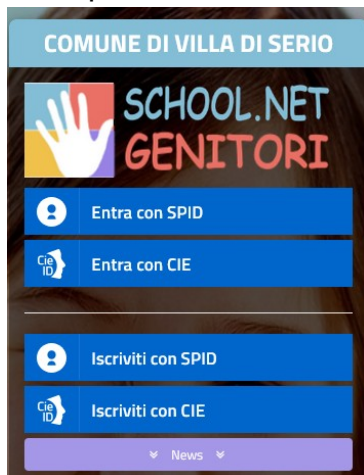 COMUNE DI VILLA DI SERIO
SCHOOL.NET
GENITORI
Entra con SPID
Cie
ID
Entra con CIE
Iscriviti con SPID
Cie
ID
Iscriviti con CIE
News